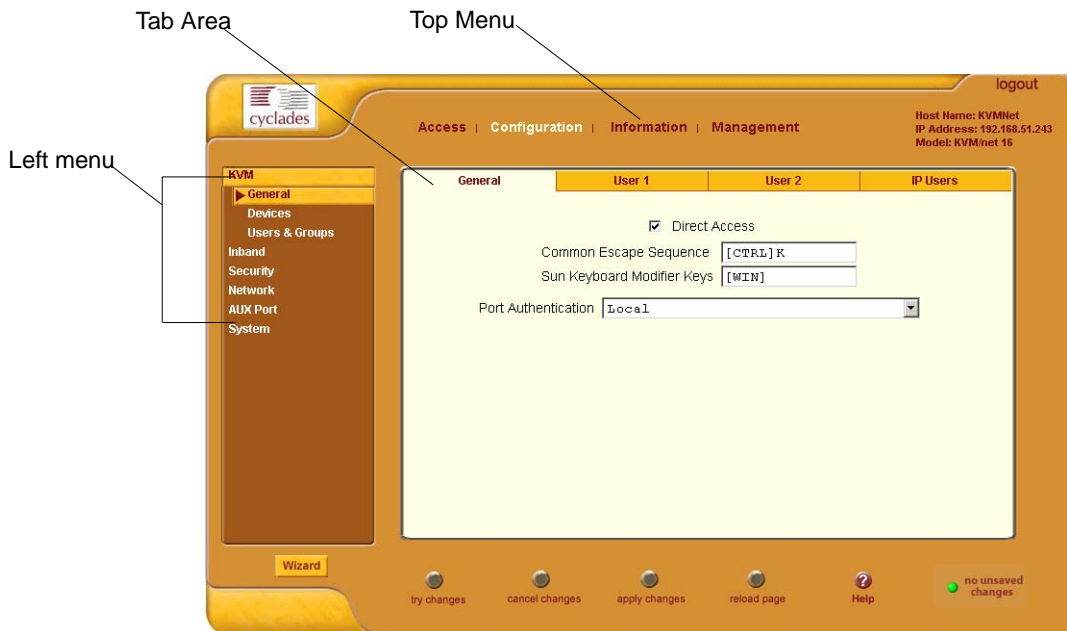 Tab Area
Top Menu
Left menu
cyclades
logout
Access | Configuration | Information | Management
Host Name: KVMNet
IP Address: 192.168.51.243
Model: KVM/net 16
KVM
General
Devices
Users & Groups
Inband
Security
Network
AUX Port
System
Wizard
General
User 1
User 2
IP Users
Direct Access
Common Escape Sequence [CTRL]K
Sun Keyboard Modifier Keys [WIN]
Port Authentication Local
try changes
cancel changes
apply changes
reload page
?
Help
no unsaved
changes